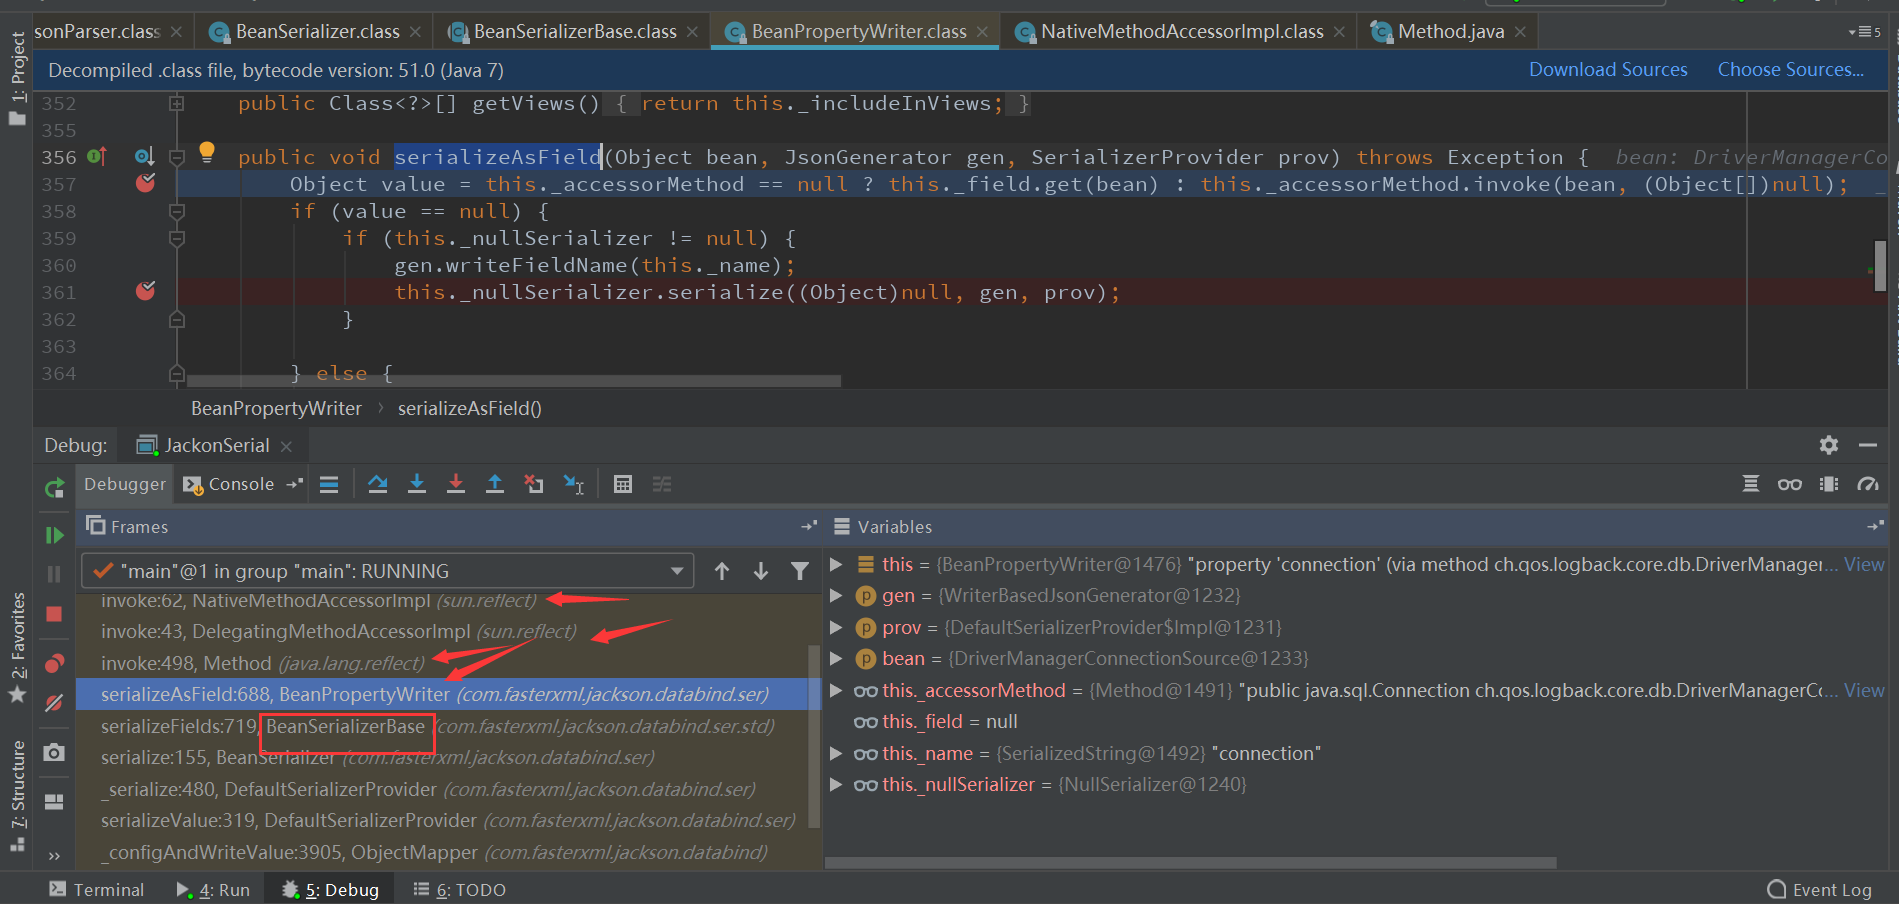 sonParser.class BeanSerializer.class BeanSerializerBase.class BeanPropertyWriter.class NativeMethodAccessorImpl.class Method.java 5
1: Project
Decompiled .class file, bytecode version: 51.0 (Java 7) Download Sources Choose Sources...
352 public Class<?>[] getViews() { return this._includeInViews; }
355
356 public void serializeAsField(Object bean, JsonGenerator gen, SerializerProvider prov) throws Exception { bean: DriverManagerCo
357 Object value = this._accessorMethod == null ? this._field.get(bean) : this._accessorMethod.invoke(bean, (Object[])null); _
358 if (value == null) {
359 if (this._nullSerializer != null) {
360 gen.writeFieldName(this._name);
361 this._nullSerializer.serialize((Object)null, gen, prov);
362 }
363
364 } else {
BeanPropertyWriter › serializeAsField()
Debug: JackonSerial
Debugger Console
Frames
Variables
"main"@1 in group "main": RUNNING
invoke:62, NativeMethodAccessorImpl (sun.reflect)
invoke:43, DelegatingMethodAccessorImpl (sun.reflect)
invoke:498, Method (java.lang.reflect)
serializeAsField:688, BeanPropertyWriter (com.fasterxml.jackson.databind.ser)
serializeFields:719, BeanSerializerBase (com.fasterxml.jackson.databind.ser.std)
serialize:155, BeanSerializer (com.fasterxml.jackson.databind.ser)
_serialize:480, DefaultSerializerProvider (com.fasterxml.jackson.databind.ser)
serializeValue:319, DefaultSerializerProvider (com.fasterxml.jackson.databind.ser)
_configAndWriteValue:3905, ObjectMapper (com.fasterxml.jackson.databind)
this = {BeanPropertyWriter@1476} "property 'connection' (via method ch.qos.logback.core.db.DriverManager... View
gen = {WriterBasedJsonGenerator@1232}
prov = {DefaultSerializerProvider$Impl@1231}
bean = {DriverManagerConnectionSource@1233}
this._accessorMethod = {Method@1491} "public java.sql.Connection ch.qos.logback.core.db.DriverManagerCo... View
this._field = null
this._name = {SerializedString@1492} "connection"
this._nullSerializer = {NullSerializer@1240}
2: Favorites
7: Structure
Terminal 4: Run 5: Debug 6: TODO Event Log